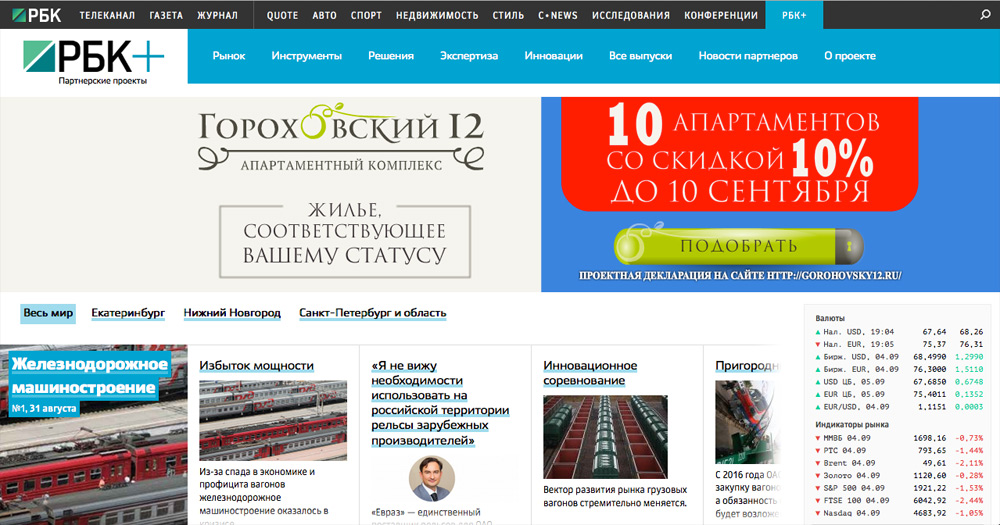 РБК ТЕЛЕКАНАЛ ГАЗЕТА ЖУРНАЛ QUOTE АВТО СПОРТ НЕДВИЖИМОСТЬ СТИЛЬ C•NEWS ИССЛЕДОВАНИЯ КОНФЕРЕНЦИИ РБК+
РБК+
Партнерские проекты
Рынок Инструменты Решения Экспертиза Инновации Все выпуски Новости партнеров О проекте
ГОРОХОВСКИЙ 12
АПАРТАМЕНТНЫЙ КОМПЛЕКС
ЖИЛЬЕ,
СООТВЕТСТВУЮЩЕЕ
ВАШЕМУ СТАТУСУ
10 АПАРТАМЕНТОВ
СО СКИДКОЙ 10%
ДО 10 СЕНТЯБРЯ
ПОДОБРАТЬ
ПРОЕКТНАЯ ДЕКЛАРАЦИЯ НА САЙТЕ HTTP://GOROHOVSKY12.RU/
Весь мир Екатеринбург Нижний Новгород Санкт-Петербург и область
Железнодорожное
машиностроение
№1, 31 августа
Избыток мощности
Из-за спада в экономике и
профицита вагонов
железнодорожное
машиностроение оказалось в
кризисе
«Я не вижу
необходимости
использовать на
российской территории
рельсы зарубежных
производителей»
«Евраз» — единственный
поставщик рельсов для ОАО
Инновационное
соревнование
Вектор развития рынка грузовых
вагонов стремительно меняется.
Пригородн
С 2016 года ОА
закупку вагон
а обязанность
будет возложе
Валюты
Нал. USD, 19:04 67,64 68,26
Нал. EUR, 19:05 75,37 76,31
Бирж. USD, 04.09 68,4990 1,2990
Бирж. EUR, 04.09 76,3000 1,5110
USD ЦБ, 05.09 67,6850 0,6748
EUR ЦБ, 05.09 75,4011 0,1352
EUR/USD, 04.09 1,1151 0,0003
Индикаторы рынка
ММВБ 04.09 1698,16 -0,73%
РТС 04.09 793,65 -1,44%
Brent 04.09 49,61 -2,11%
Золото 04.09 1120,60 -0,28%
S&P 500 04.09 1921,22 -1,53%
FTSE 100 04.09 6042,92 -2,44%
Nasdaq 04.09 4683,92 -1,05%